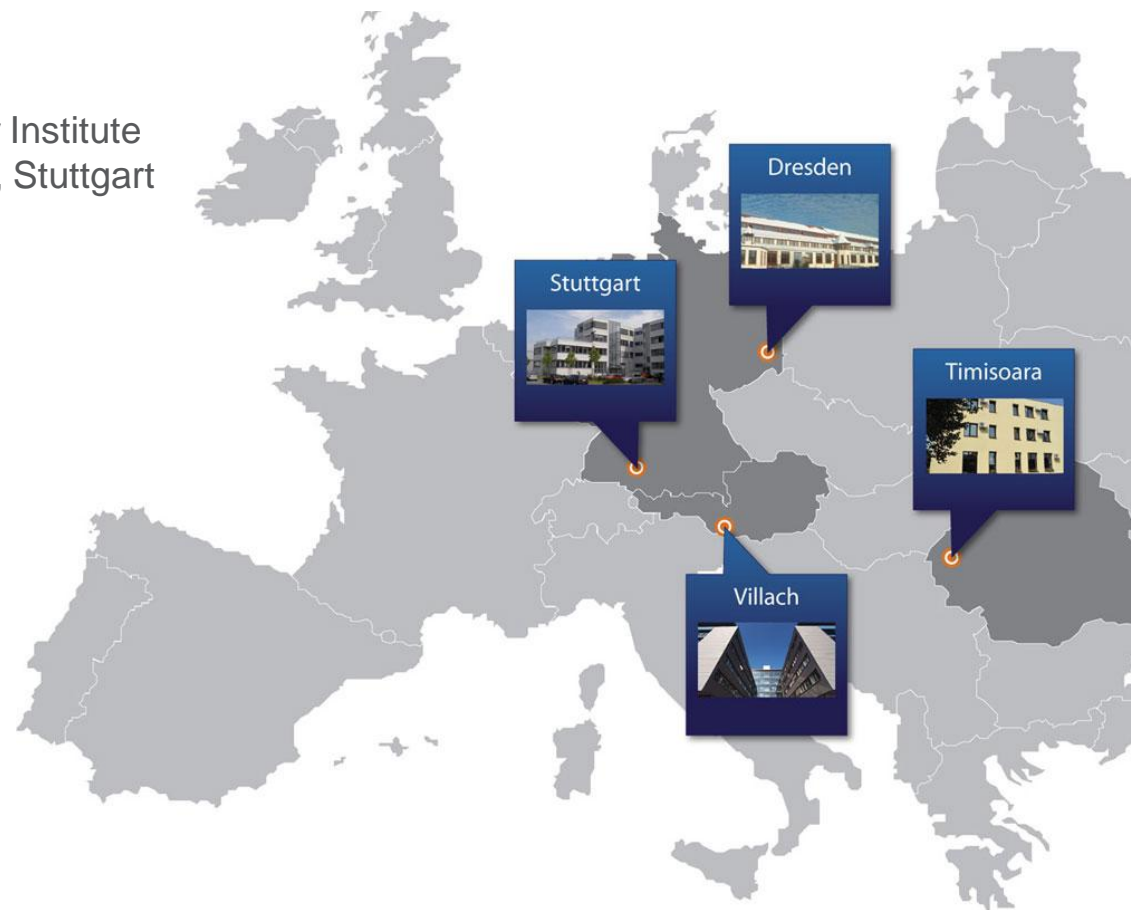 Institute
, Stuttgart
Dresden
Stuttgart
Timisoara
Villach